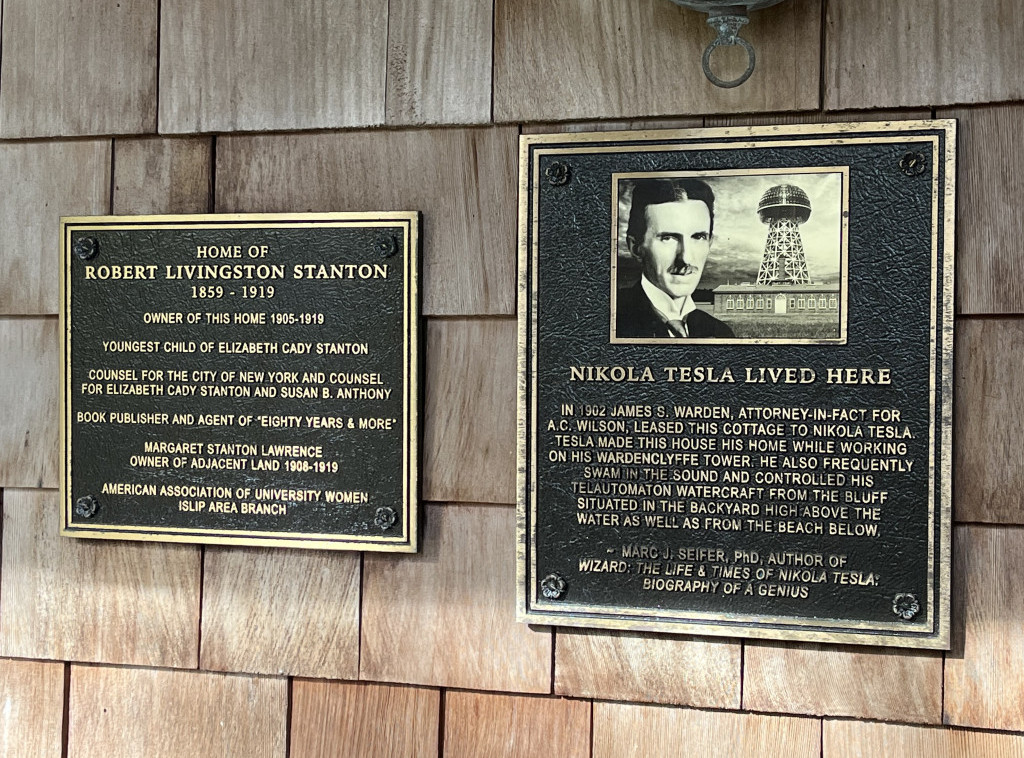 HOME OF
ROBERT LIVINGSTON STANTON
1859 - 1919
OWNER OF THIS HOME 1905-1919
YOUNGEST CHILD OF ELIZABETH CADY STANTON
COUNSEL FOR THE CITY OF NEW YORK AND COUNSEL
FOR ELIZABETH CADY STANTON AND SUSAN B. ANTHONY
BOOK PUBLISHER AND AGENT OF "EIGHTY YEARS & MORE"
MARGARET STANTON LAWRENCE
OWNER OF ADJACENT LAND 1908-1919
AMERICAN ASSOCIATION OF UNIVERSITY WOMEN
ISLIP AREA BRANCH
NIKOLA TESLA LIVED HERE
IN 1902 JAMES S. WARDEN, ATTORNEY-IN-FACT FOR
A.C. WILSON, LEASED THIS COTTAGE TO NIKOLA TESLA.
TESLA MADE THIS HOUSE HIS HOME WHILE WORKING
ON HIS WARDENCLYFFE TOWER. HE ALSO FREQUENTLY
SWAM IN THE SOUND AND CONTROLLED HIS
TELAUTOMATON WATERCRAFT FROM THE BLUFF
SITUATED IN THE BACKYARD HIGH ABOVE THE
WATER AS WELL AS FROM THE BEACH BELOW.
~ MARC J. SEIFER, PhD, AUTHOR OF
WIZARD: THE LIFE & TIMES OF NIKOLA TESLA:
BIOGRAPHY OF A GENIUS